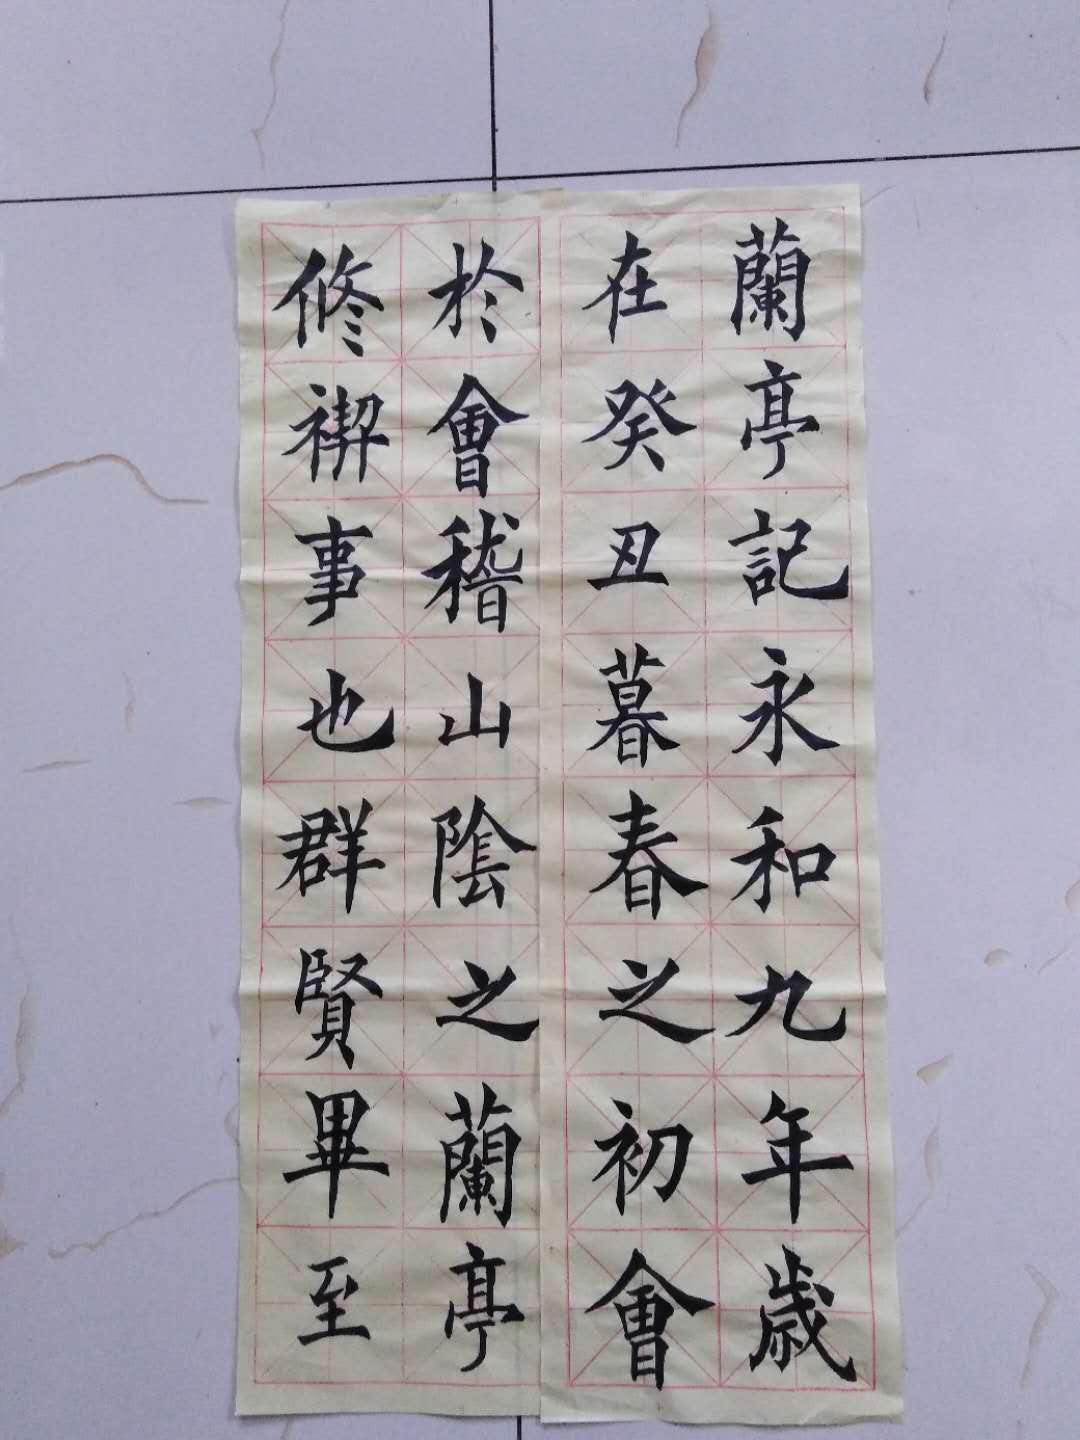 蘭亭記永和九年歲
在癸丑暮春之初會
於會稽山陰之蘭亭
修禊事也群賢畢至